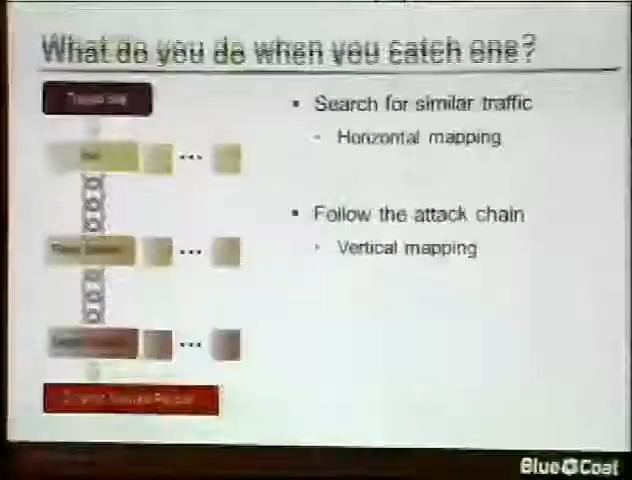 What do you do when you catch one?
▪ Search for similar traffic
- Horizontal mapping
▪ Follow the attack chain
- Vertical mapping
...
...
...
Blue Coat